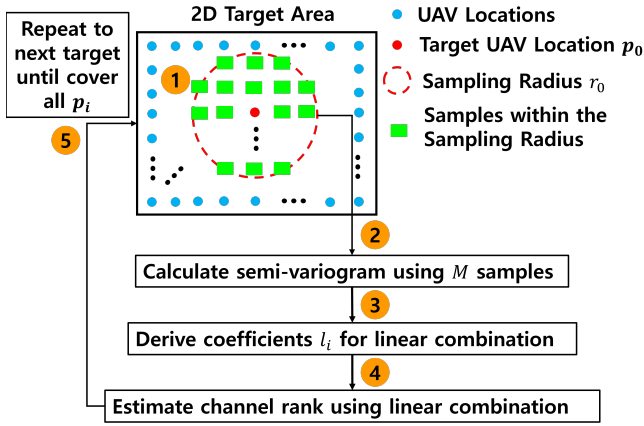 2D Target Area
Repeat to
next target
until cover
all p_i
1
5
UAV Locations
Target UAV Location p_0
Sampling Radius r_0
Samples within the
Sampling Radius
2
Calculate semi-variogram using M samples
3
Derive coefficients l_i for linear combination
4
Estimate channel rank using linear combination